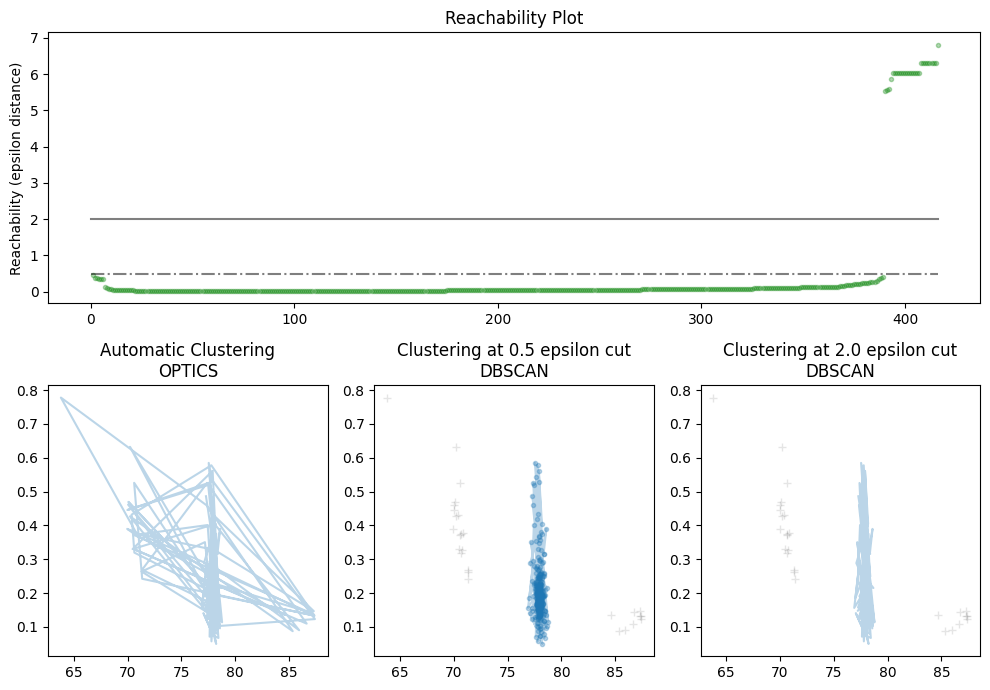 Reachability Plot
Reachability (epsilon distance)
7
6
5
4
3
2
1
0
0 100 200 300 400
Automatic Clustering
OPTICS
0.8
0.7
0.6
0.5
0.4
0.3
0.2
0.1
65 70 75 80 85
Clustering at 0.5 epsilon cut
DBSCAN
0.8
0.7
0.6
0.5
0.4
0.3
0.2
0.1
65 70 75 80 85
Clustering at 2.0 epsilon cut
DBSCAN
0.8
0.7
0.6
0.5
0.4
0.3
0.2
0.1
65 70 75 80 85